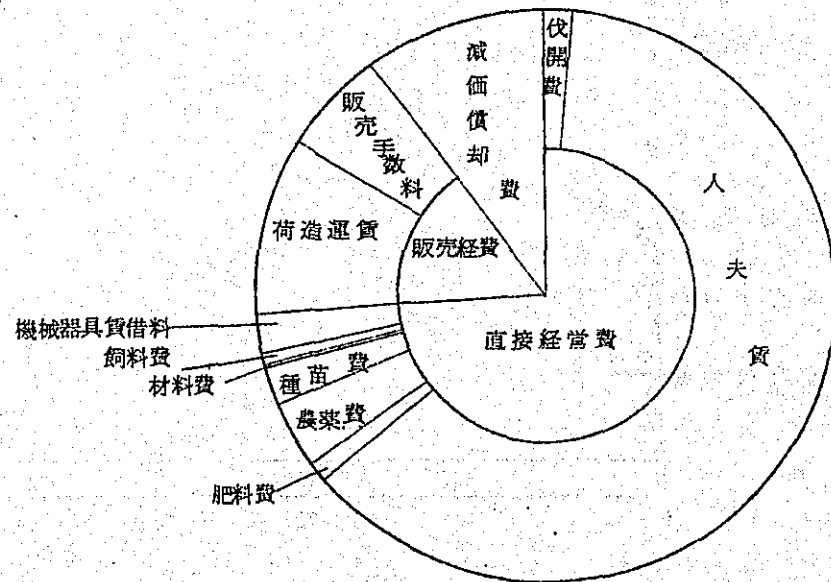 伐開費
減価償却費
販売手数料
人夫賃
荷造運賃
販売経費
機械器具賃借料
直接経営費
飼料費
材料費
種苗費
農薬費
肥料費